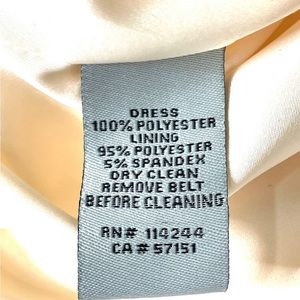 DRESS
100% POLYESTER
LINING
95% POLYESTER
5% SPANDEX
DRY CLEAN
REMOVE BELT
BEFORE CLEANING
RN# 114244
CA# 57151